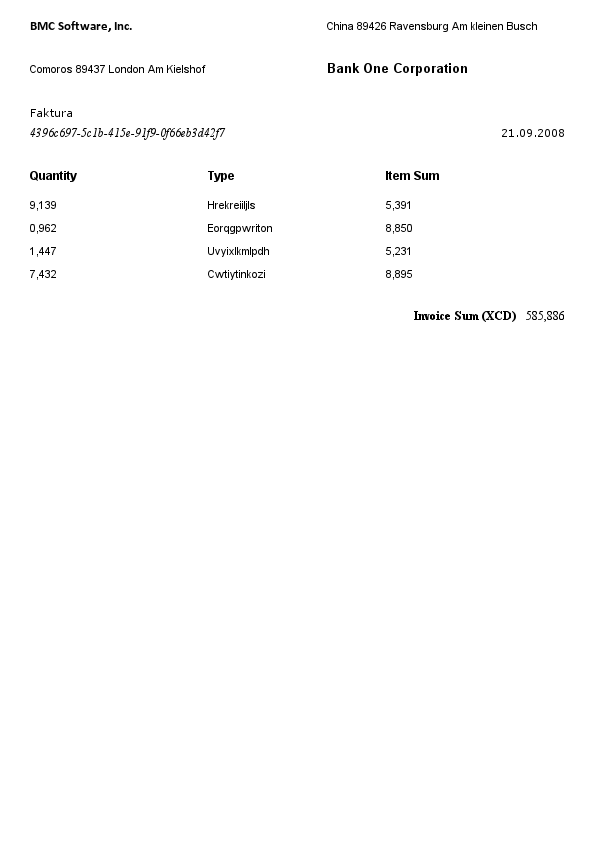 BMC Software, Inc. China 89426 Ravensburg Am kleinen Busch
Comoros 89437 London Am Kielshof Bank One Corporation
Faktura
4396c697-5c1b-415e-91f9-0f66eb3d42f7 21.09.2008
Quantity Type Item Sum
9,139 Hrekreiiljls 5,391
0,962 Eorqgpwriton 8,850
1,447 Uvyixlkmlpdh 5,231
7,432 Cwtiytinkozi 8,895
Invoice Sum (XCD) 585,886